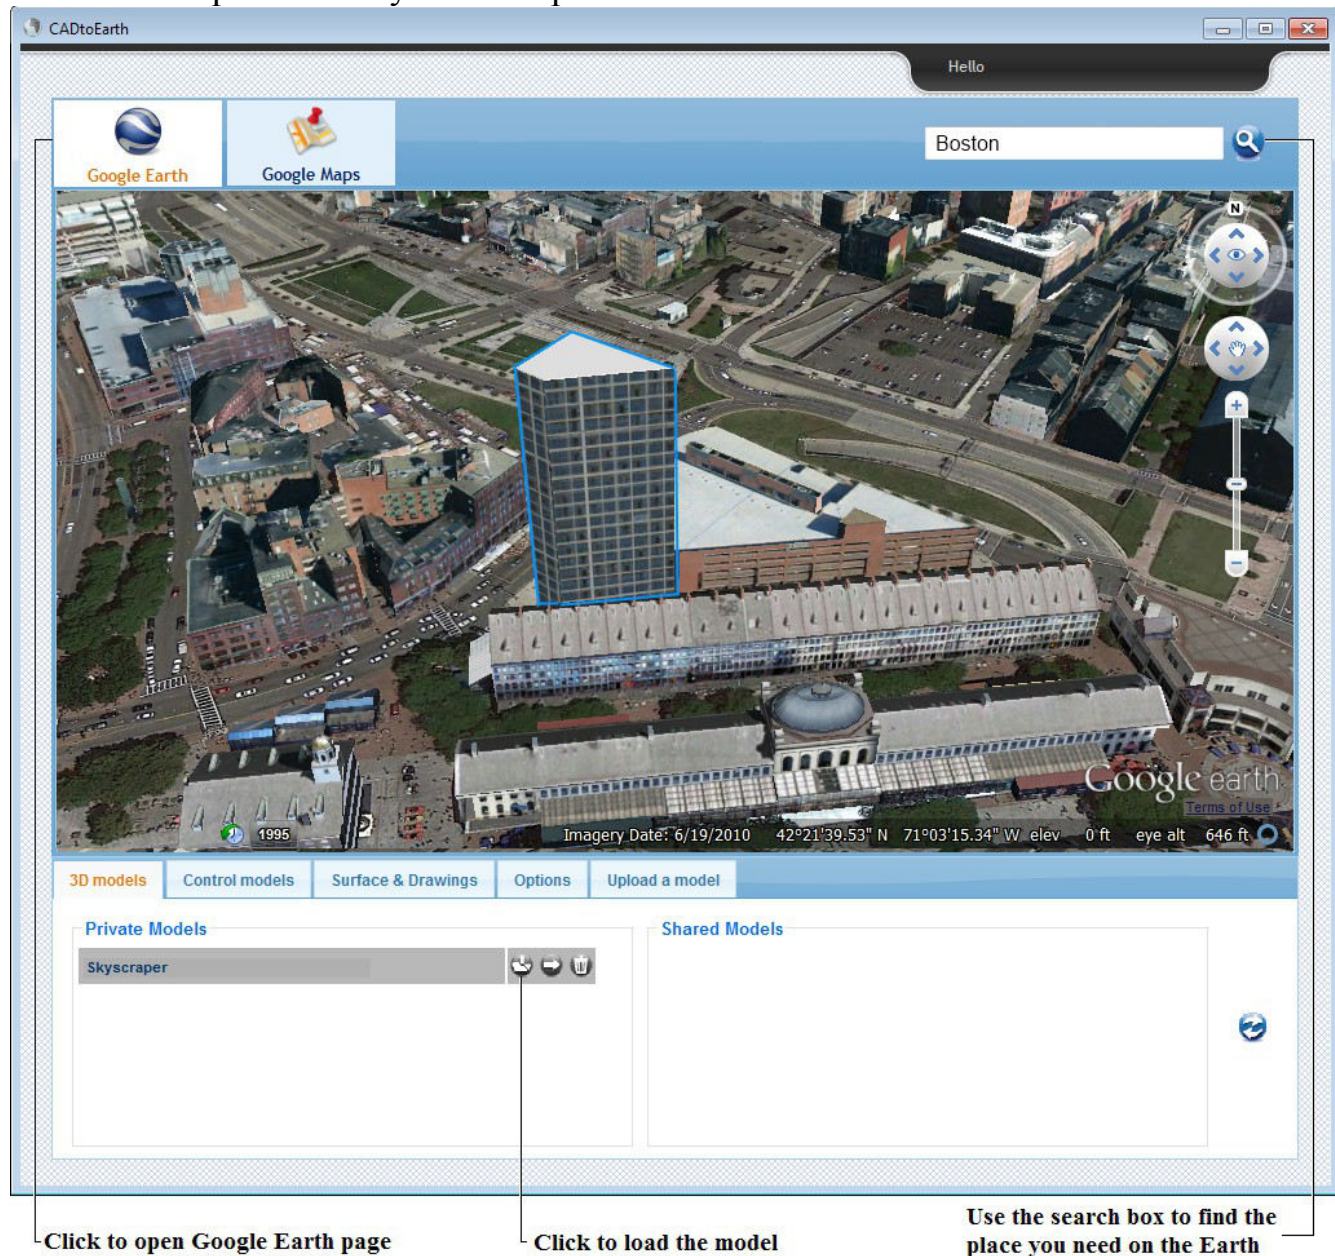 CADtoEarth
Hello
Google Earth
Google Maps
Boston
N
Google earth
Terms of Use
1995
Imagery Date: 6/19/2010 42°21'39.53" N 71°03'15.34" W elev 0 ft eye alt 646 ft
3D models Control models Surface & Drawings Options Upload a model
Private Models
Shared Models
Skyscraper
Click to open Google Earth page
Click to load the model
Use the search box to find the
place you need on the Earth